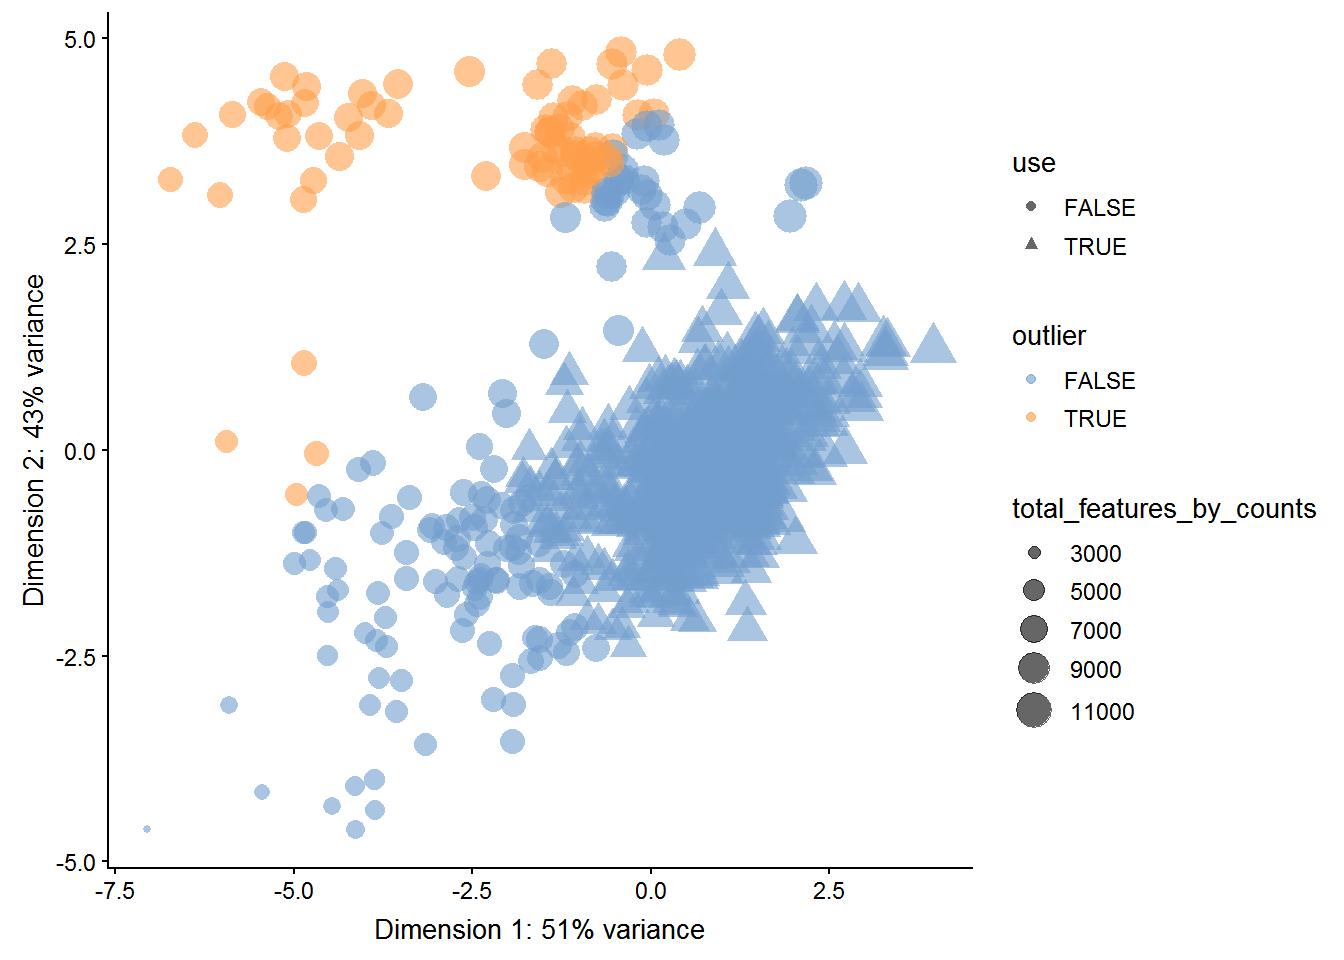 5.0
2.5
0.0
-2.5
-5.0
Dimension 2: 43% variance
-7.5
-5.0
-2.5
0.0
2.5
Dimension 1: 51% variance
use
FALSE
TRUE
outlier
FALSE
TRUE
total_features_by_counts
3000
5000
7000
9000
11000